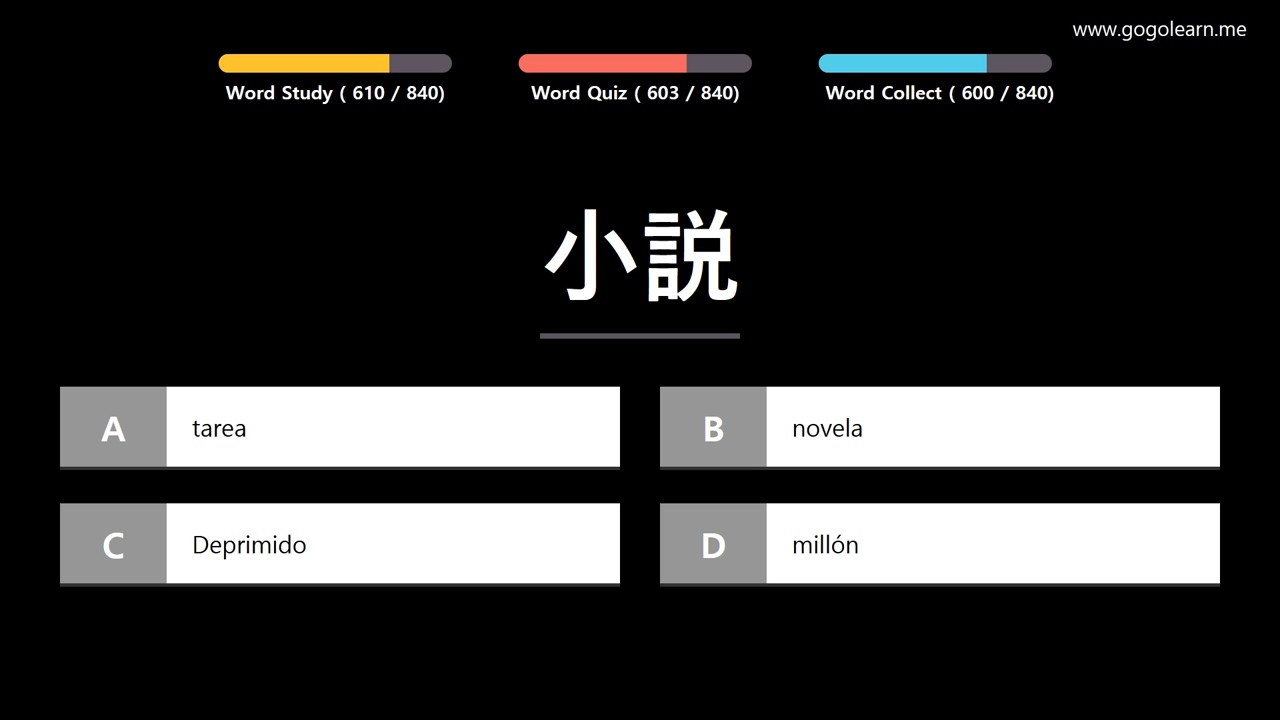 www.gogolearn.me
Word Study ( 610 / 840)
Word Quiz ( 603 / 840)
Word Collect ( 600 / 840)
小説
A tarea
B novela
C Deprimido
D millón